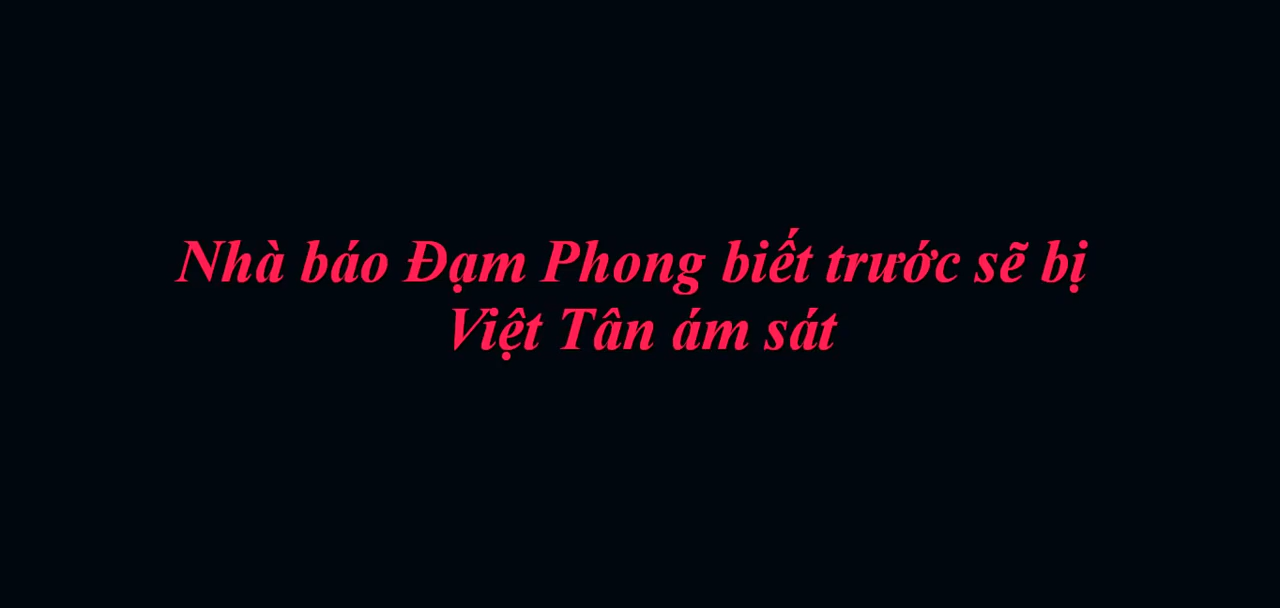 Nhà báo Đạm Phong biết trước sẽ bị
Việt Tân ám sát